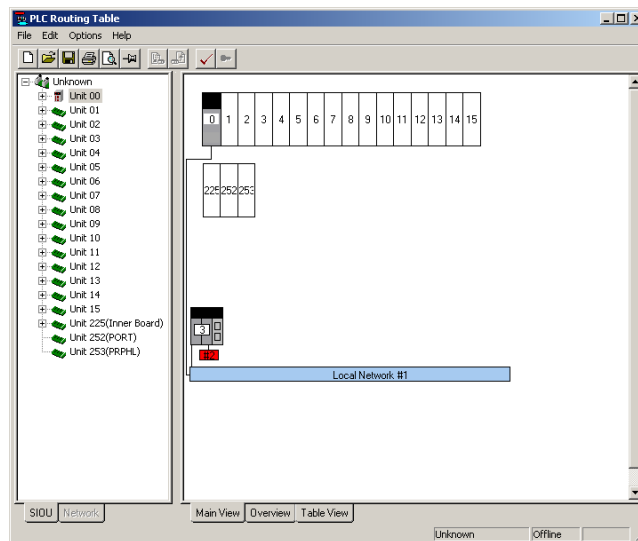 PLC Routing Table
File Edit Options Help
Unknown
Unit 00
Unit 01
Unit 02
Unit 03
Unit 04
Unit 05
Unit 06
Unit 07
Unit 08
Unit 09
Unit 10
Unit 11
Unit 12
Unit 13
Unit 14
Unit 15
Unit 225(Inner Board)
Unit 252(PORT)
Unit 253(PRPHL)
0 1 2 3 4 5 6 7 8 9 10 11 12 13 14 15
225 252 253
3
#2
Local Network #1
SIOU Network
Main View Overview Table View
Unknown Offline